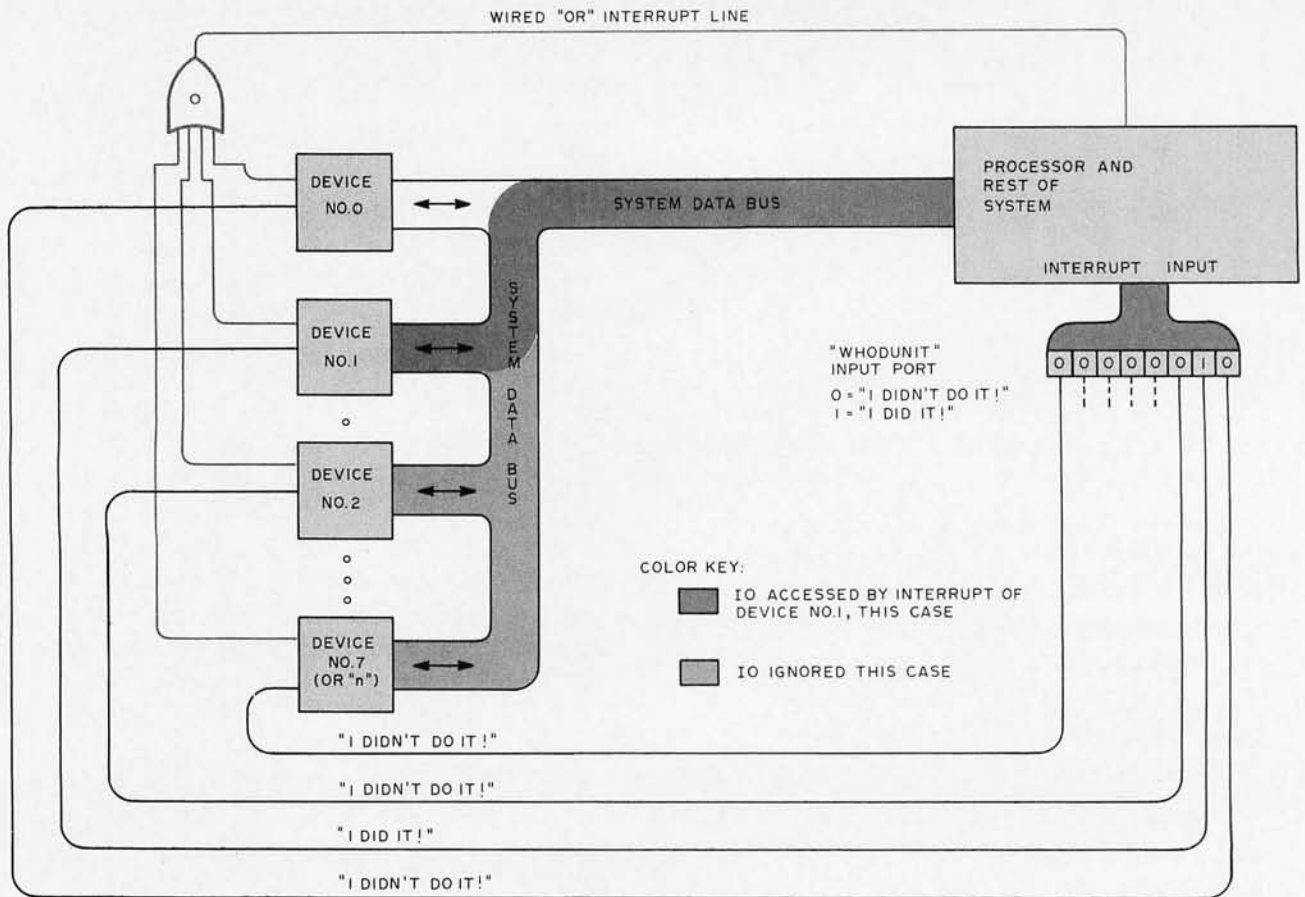 WIRED "OR" INTERRUPT LINE
O
DEVICE
NO.0
SYSTEM DATA BUS
PROCESSOR AND
REST OF
SYSTEM
INTERRUPT INPUT
DEVICE
NO.1
SYSTEM DATA BUS
"WHODUNIT"
INPUT PORT
0 = "I DIDN'T DO IT!"
1 = "I DID IT!"
0 0 0 0 0 0 1 0
DEVICE
NO.2
COLOR KEY:
IO ACCESSED BY INTERRUPT OF
DEVICE NO.1, THIS CASE
IO IGNORED THIS CASE
DEVICE
NO.7
(OR "n")
"I DIDN'T DO IT!"
"I DIDN'T DO IT!"
"I DID IT!"
"I DIDN'T DO IT!"